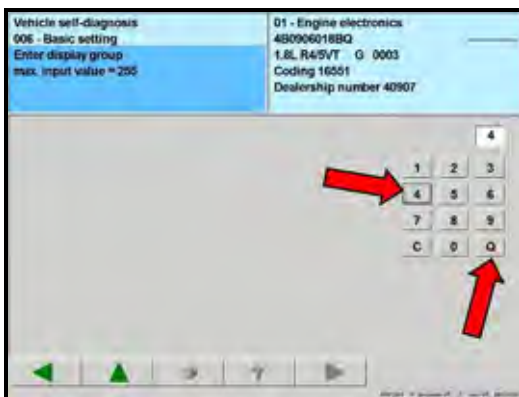 Vehicle self-diagnosis
006 - Basic setting
Enter display group
max. input value = 255
01 - Engine electronics
4B0906018BQ
1.8L R4/5VT G 0003
Coding 16551
Dealership number 40907
4
1 2 3
4 5 6
7 8 9
C 0 Q
?